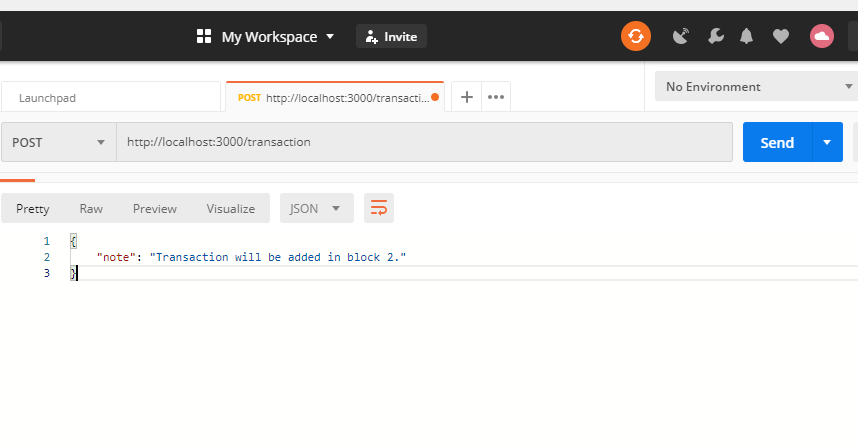 My Workspace Invite
No Environment
Launchpad POST http://localhost:3000/transacti...
POST http://localhost:3000/transaction Send
Pretty Raw Preview Visualize JSON
1 {
2 "note": "Transaction will be added in block 2."
3 }